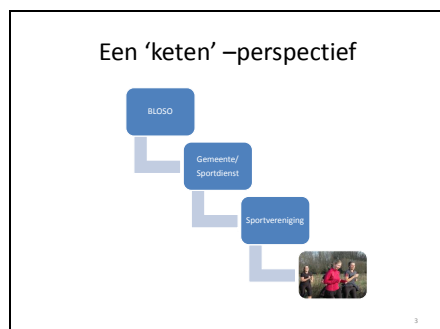 Een ‘keten’ –perspectief
BLOSO
Gemeente/
Sportdienst
Sportvereniging
3